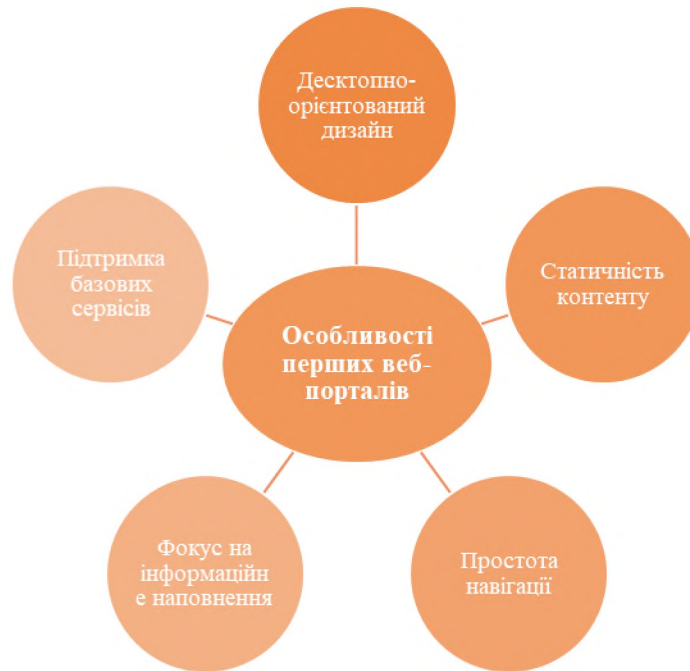 Десктопно-
орієнтований
дизайн
Підтримка
базових
сервісів
Статичність
контенту
Особливості
перших веб-
порталів
Фокус на
інформаційн
е наповнення
Простота
навігації